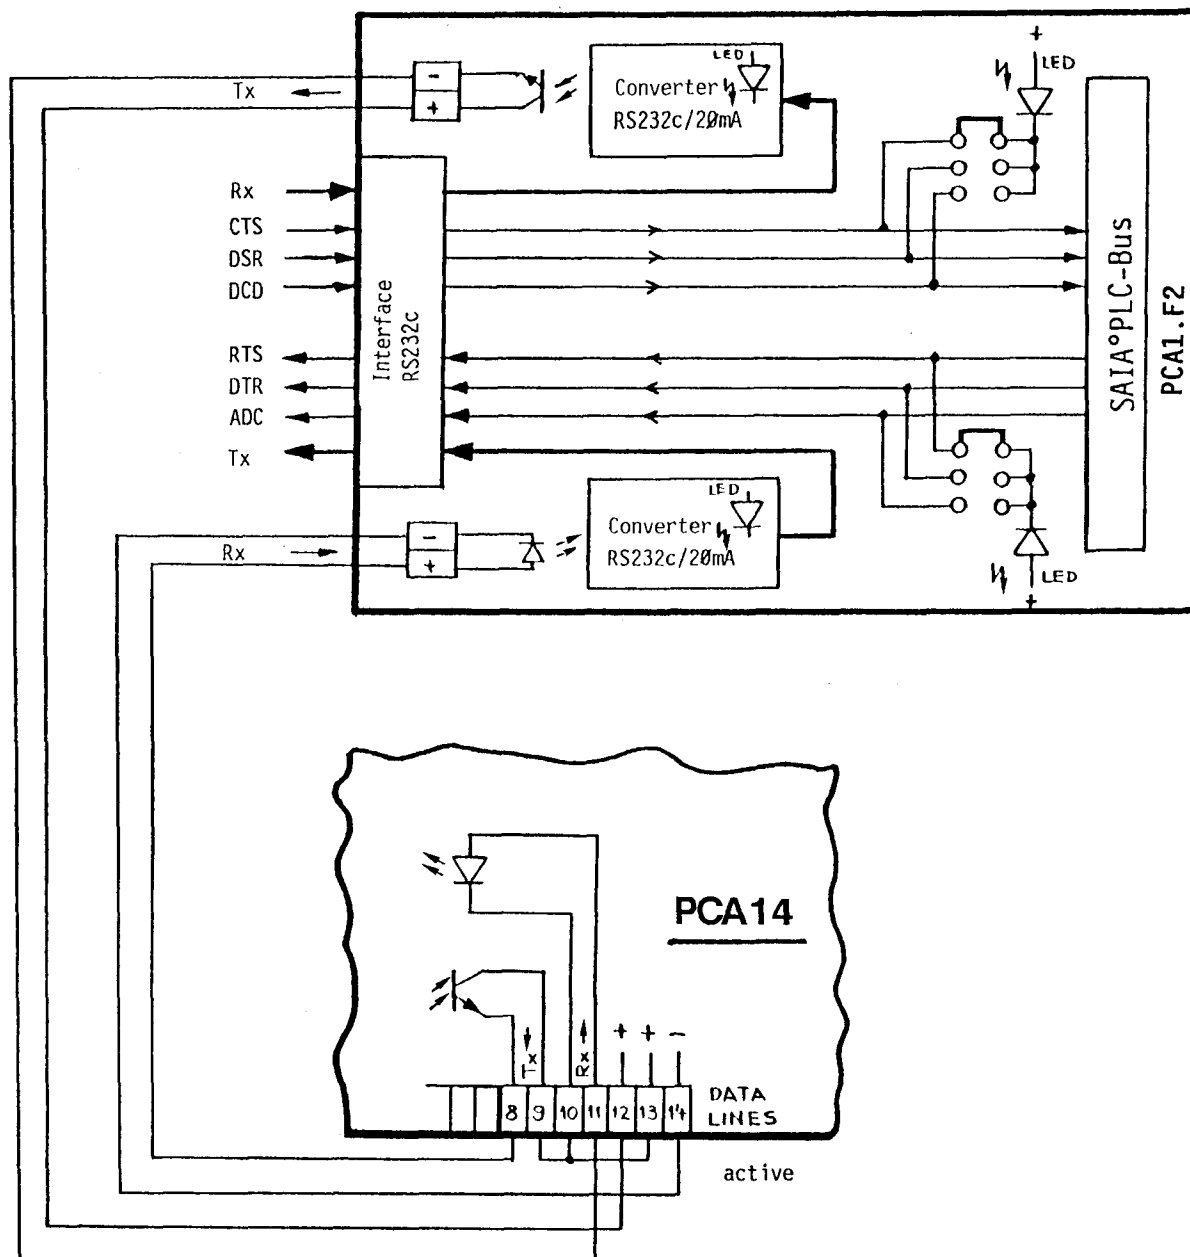 +
LED
LED
-
Converter
RS232c/20mA
Tx
+
Rx
CTS
DSR
DCD
Interface
RS232c
SAIA°PLC-Bus
PCA1.F2
RTS
DTR
ADC
Tx
LED
-
Converter
RS232c/20mA
Rx
+
LED
+
PCA14
Tx
Rx
+
+
-
8
9
10
11
12
13
14
DATA
LINES
active